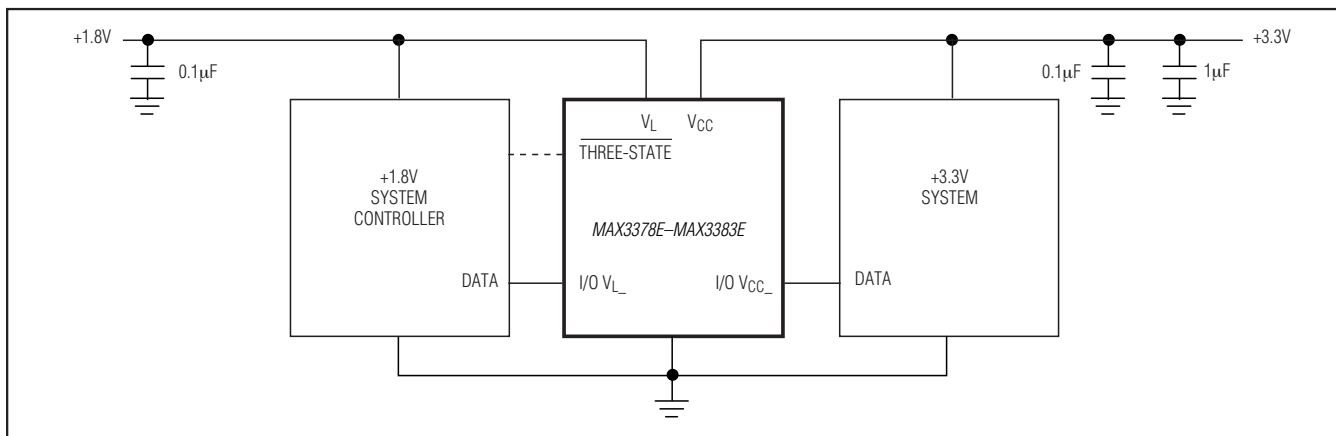 +1.8V
+3.3V
0.1µF
0.1µF
1µF
VL
VCC
THREE-STATE
+1.8V
SYSTEM
CONTROLLER
+3.3V
SYSTEM
MAX3378E–MAX3383E
DATA
I/O VL_
I/O VCC_
DATA